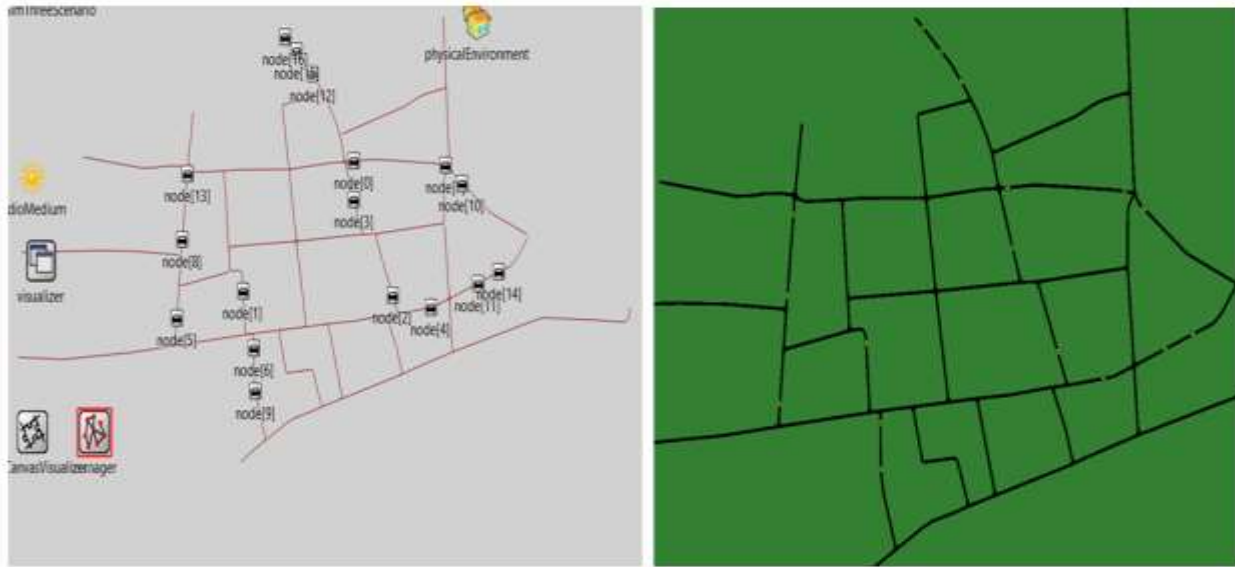 physicalEnvironment
node[12]
node[0]
node[13]
node[10]
node[3]
node[8]
visualizer
node[14]
node[11]
node[1]
node[2]
node[4]
node[5]
node[6]
node[9]